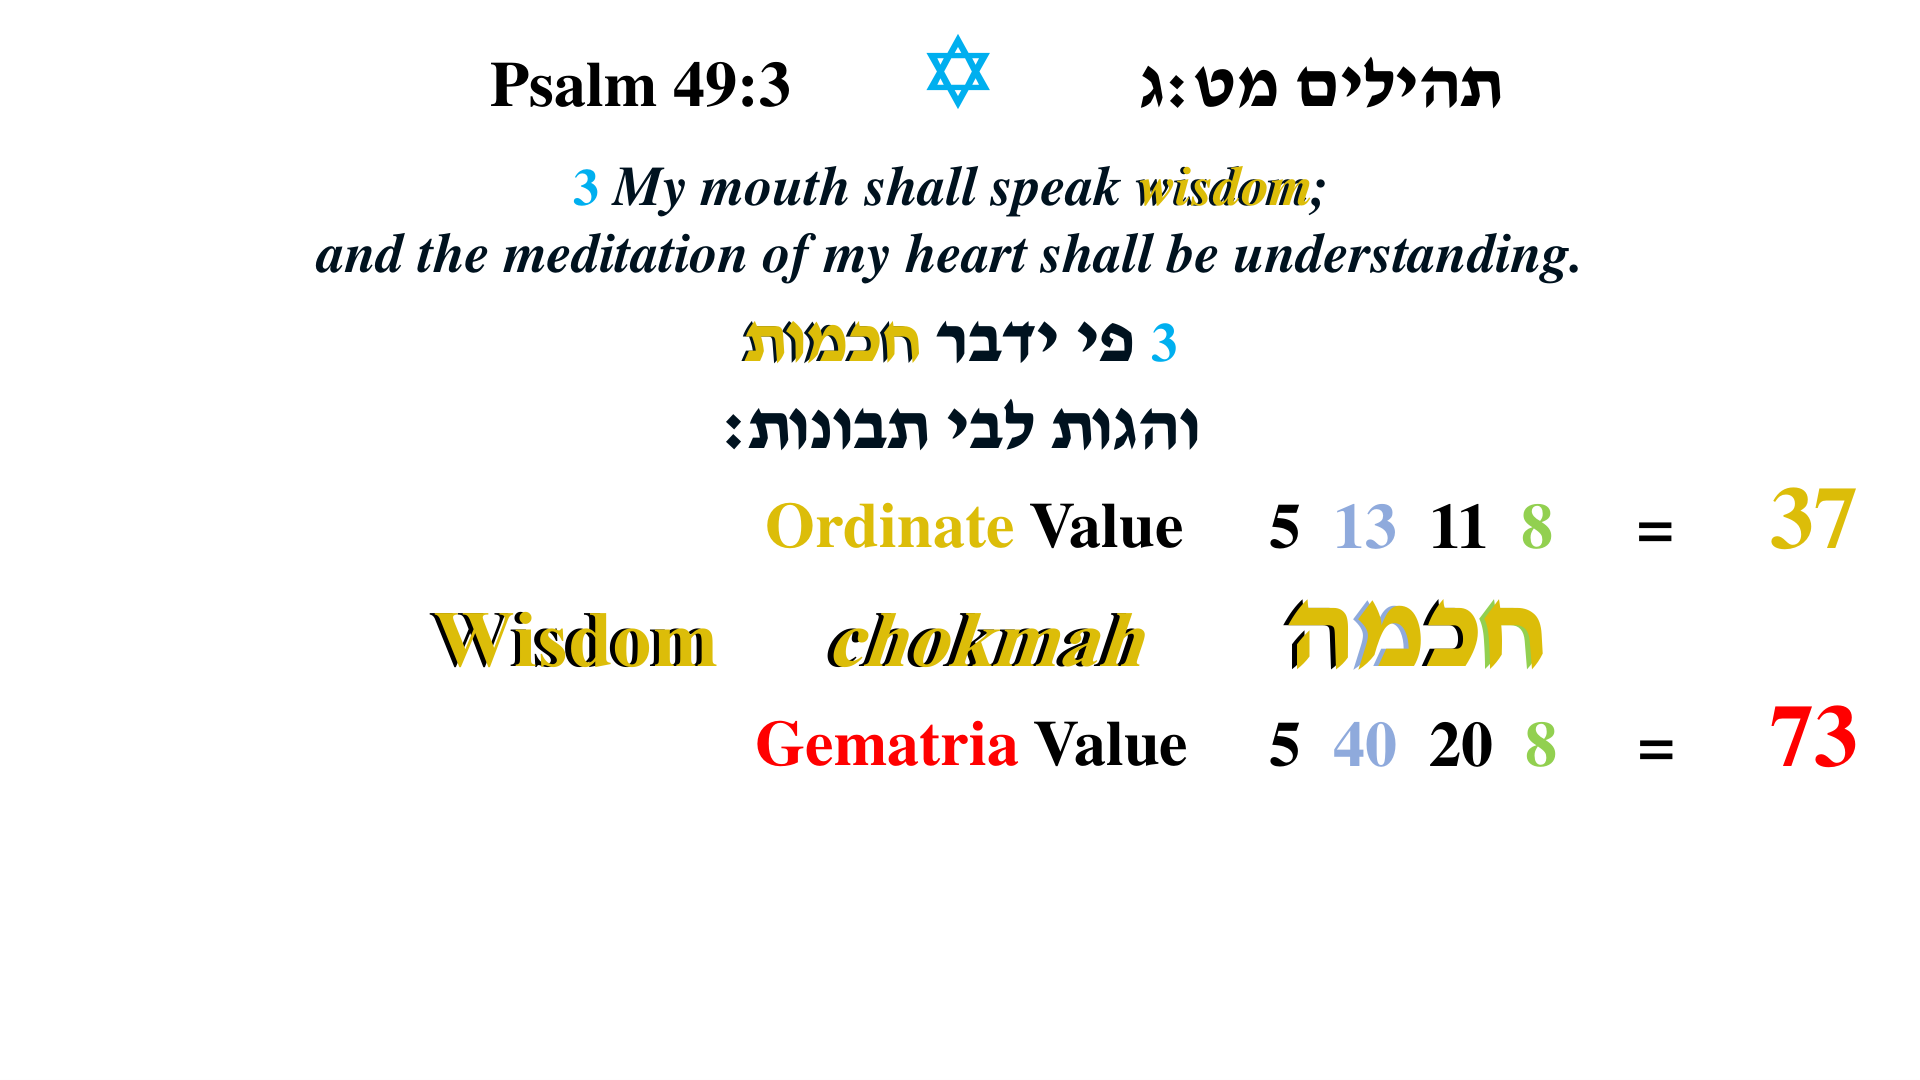 Psalm 49:3 ✡ תהילים מט:ג
3 My mouth shall speak wisdom;
and the meditation of my heart shall be understanding.
3 פי ידבר חכמות
והגות לבי תבונות:
Ordinate Value 5 13 11 8 = 37
Wisdom chokmah חכמה
Gematria Value 5 40 20 8 = 73